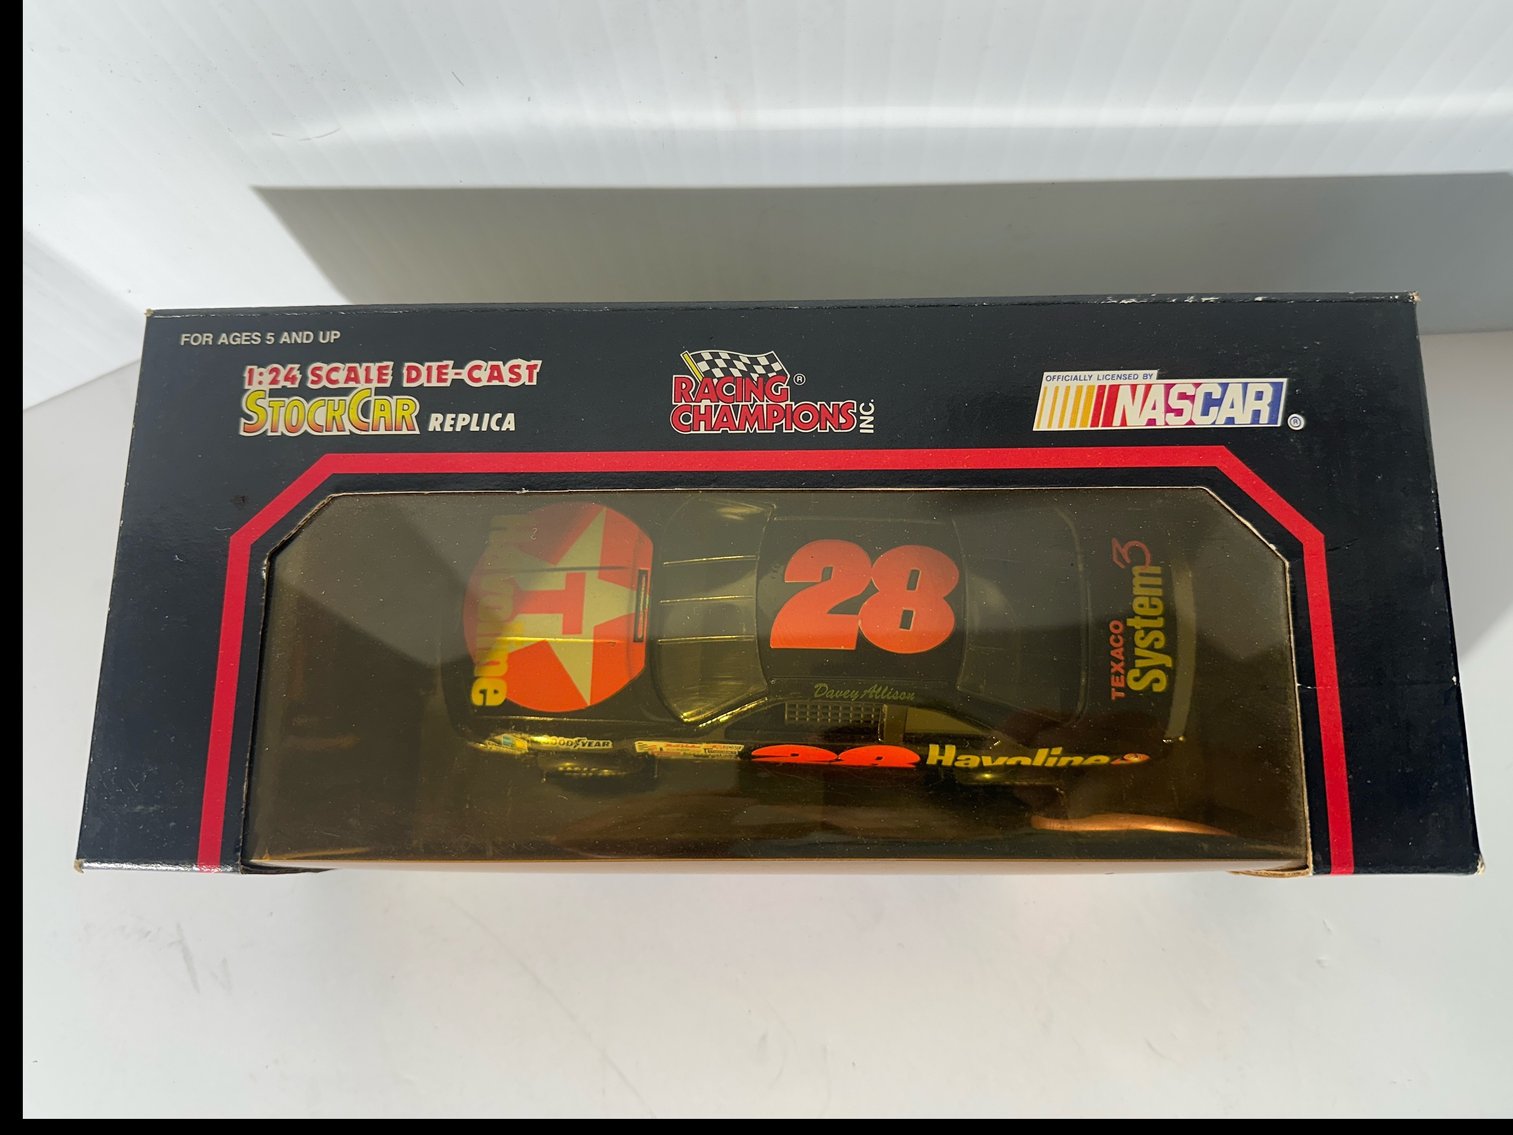 FOR AGES 5 AND UP
1:24 SCALE DIE-CAST
STOCKCAR REPLICA
RACING ®
CHAMPIONS INC.
OFFICIALLY LICENSED BY
NASCAR ®
Havoline
T
28
Davey Allison
TEXACO
System3
GOODYEAR
28 Havoline